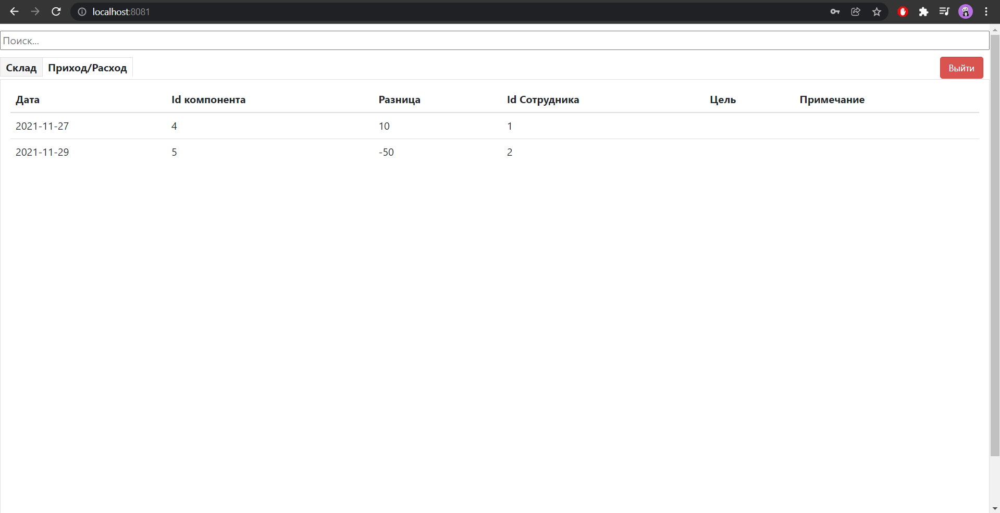 localhost:8081
Поиск...
Склад Приход/Расход Выйти
Дата Id компонента Разница Id Сотрудника Цель Примечание
2021-11-27 4 10 1
2021-11-29 5 -50 2